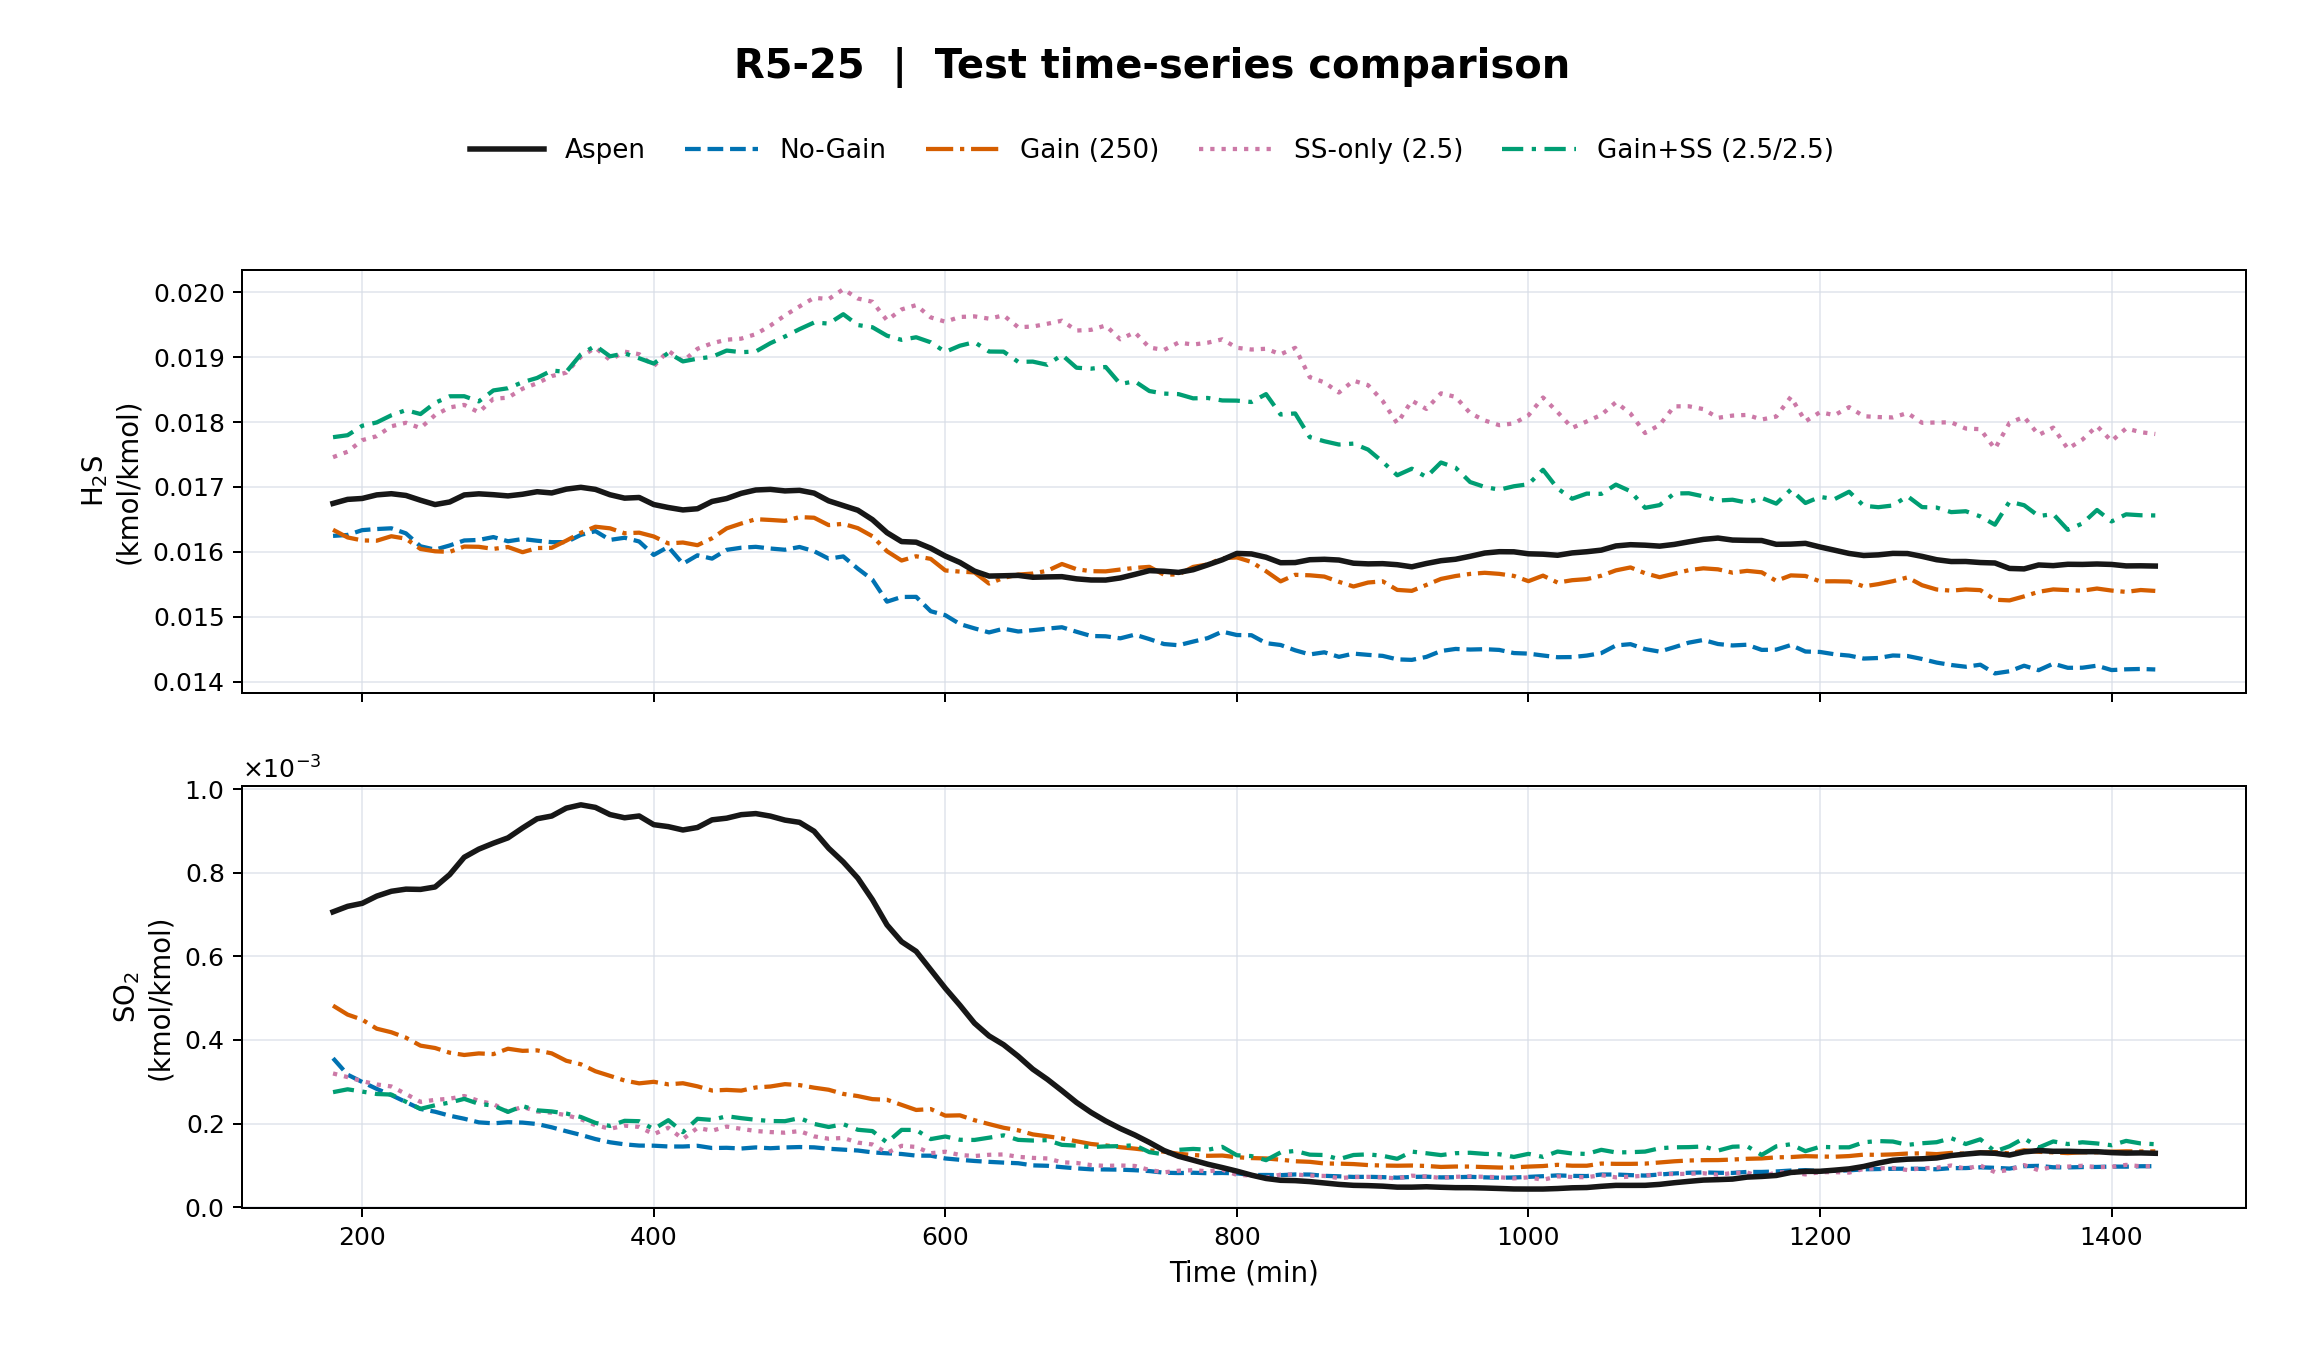 R5-25 | Test time-series comparison
Aspen No-Gain Gain (250) SS-only (2.5) Gain+SS (2.5/2.5)
H₂S
(kmol/kmol)
0.020
0.019
0.018
0.017
0.016
0.015
0.014
×10⁻³
SO₂
(kmol/kmol)
1.0
0.8
0.6
0.4
0.2
0.0
200 400 600 800 1000 1200 1400
Time (min)